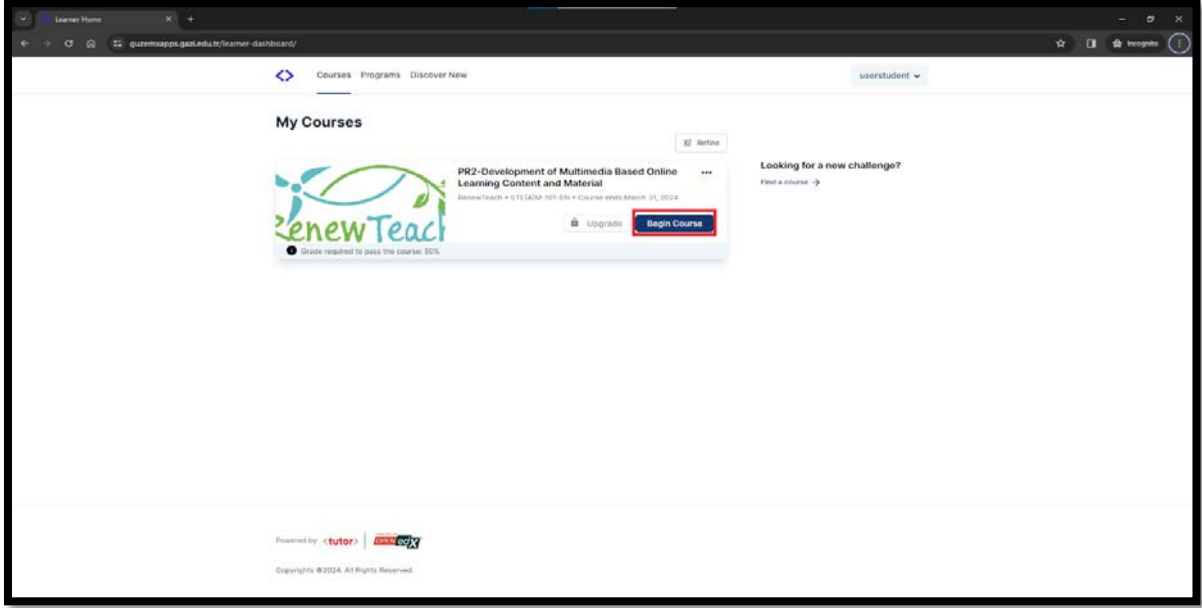 Learner Home
guzemxapps.gazi.edu.tr/learner-dashboard/
Incognito
Courses Programs Discover New
userstudent
My Courses
Refine
PR2-Development of Multimedia Based Online
Learning Content and Material
RenewTeach • STE(A)M-101-EN • Course ends March 31, 2024
Upgrade
Begin Course
RenewTeach
Grade required to pass the course: 50%
Looking for a new challenge?
Find a course
Powered by <tutor>
OPEN edX
Copyrights ©2024. All Rights Reserved.